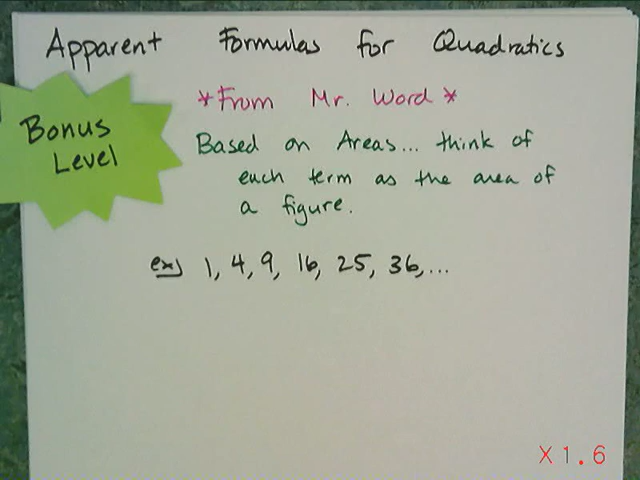 Apparent Formulas for Quadratics
*From Mr. Word*
Bonus
Level
Based on Areas... think of
each term as the area of
a figure.
ex) 1, 4, 9, 16, 25, 36,...
X1.6